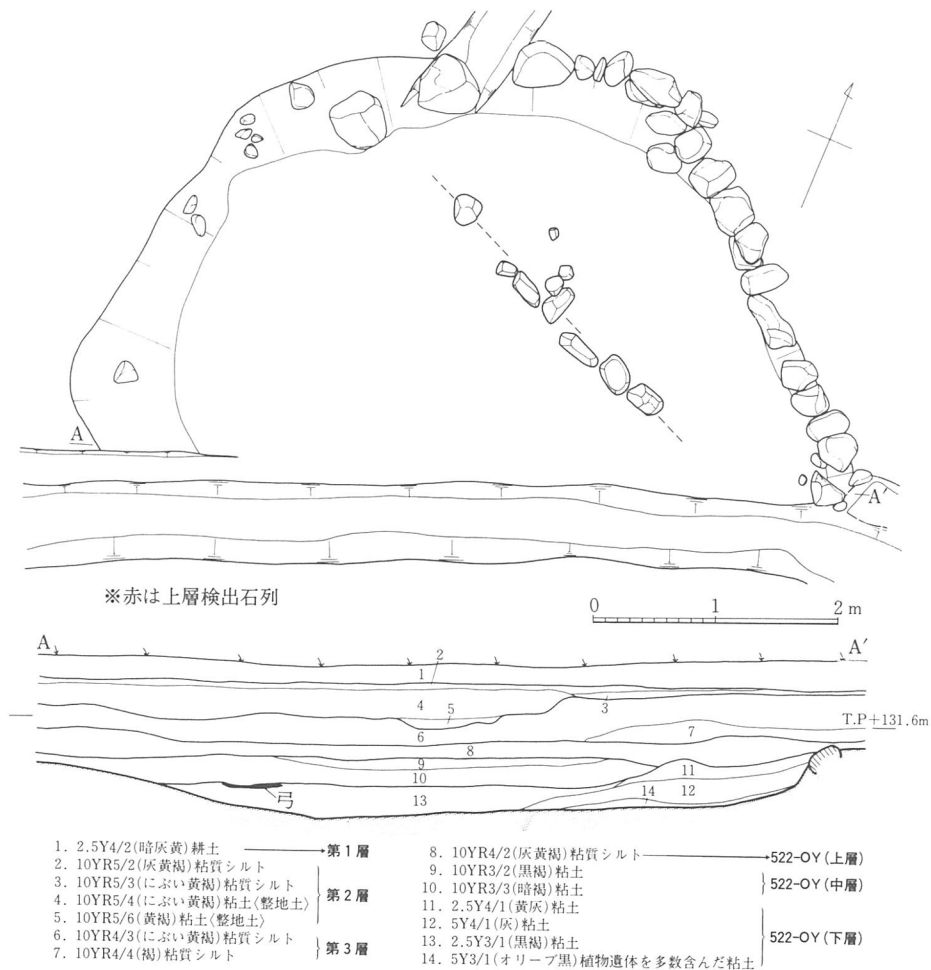 A
A′
※赤は上層検出石列
0 1 2 m
A
A′
2
1
4
3
5
T.P+131.6m
6
7
8
9
11
10
12
14
13
弓
1. 2.5Y4/2(暗灰黄)耕土
第1層
2. 10YR5/2(灰黄褐)粘質シルト
3. 10YR5/3(にぶい黄褐)粘質シルト
4. 10YR5/4(にぶい黄褐)粘土〈整地土〉
5. 10YR5/6(黄褐)粘土〈整地土〉
第2層
6. 10YR4/3(にぶい黄褐)粘質シルト
7. 10YR4/4(褐)粘質シルト
第3層
8. 10YR4/2(灰黄褐)粘質シルト
522-OY(上層)
9. 10YR3/2(黒褐)粘土
10. 10YR3/3(暗褐)粘土
522-OY(中層)
11. 2.5Y4/1(黄灰)粘土
12. 5Y4/1(灰)粘土
13. 2.5Y3/1(黒褐)粘土
14. 5Y3/1(オリーブ黒)植物遺体を多数含んだ粘土
522-OY(下層)